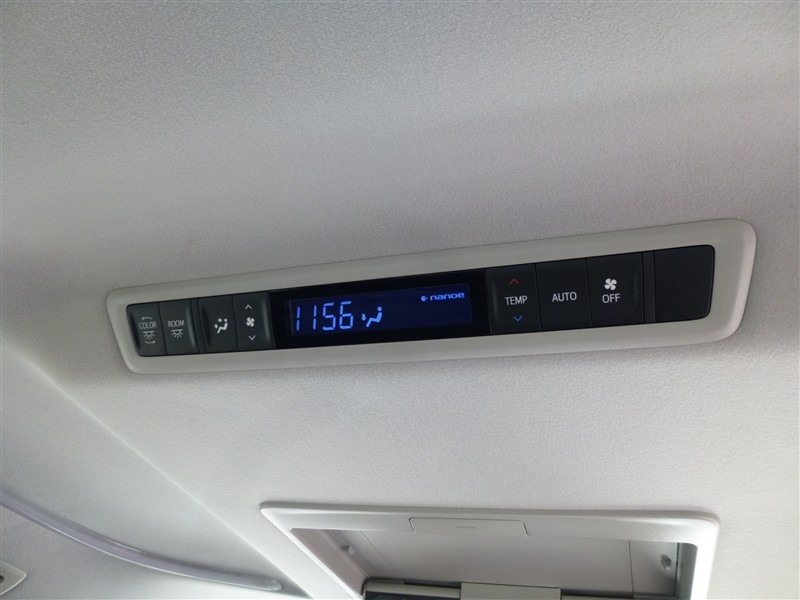 COLOR
ROOM
1156
nanoe
TEMP
AUTO
OFF